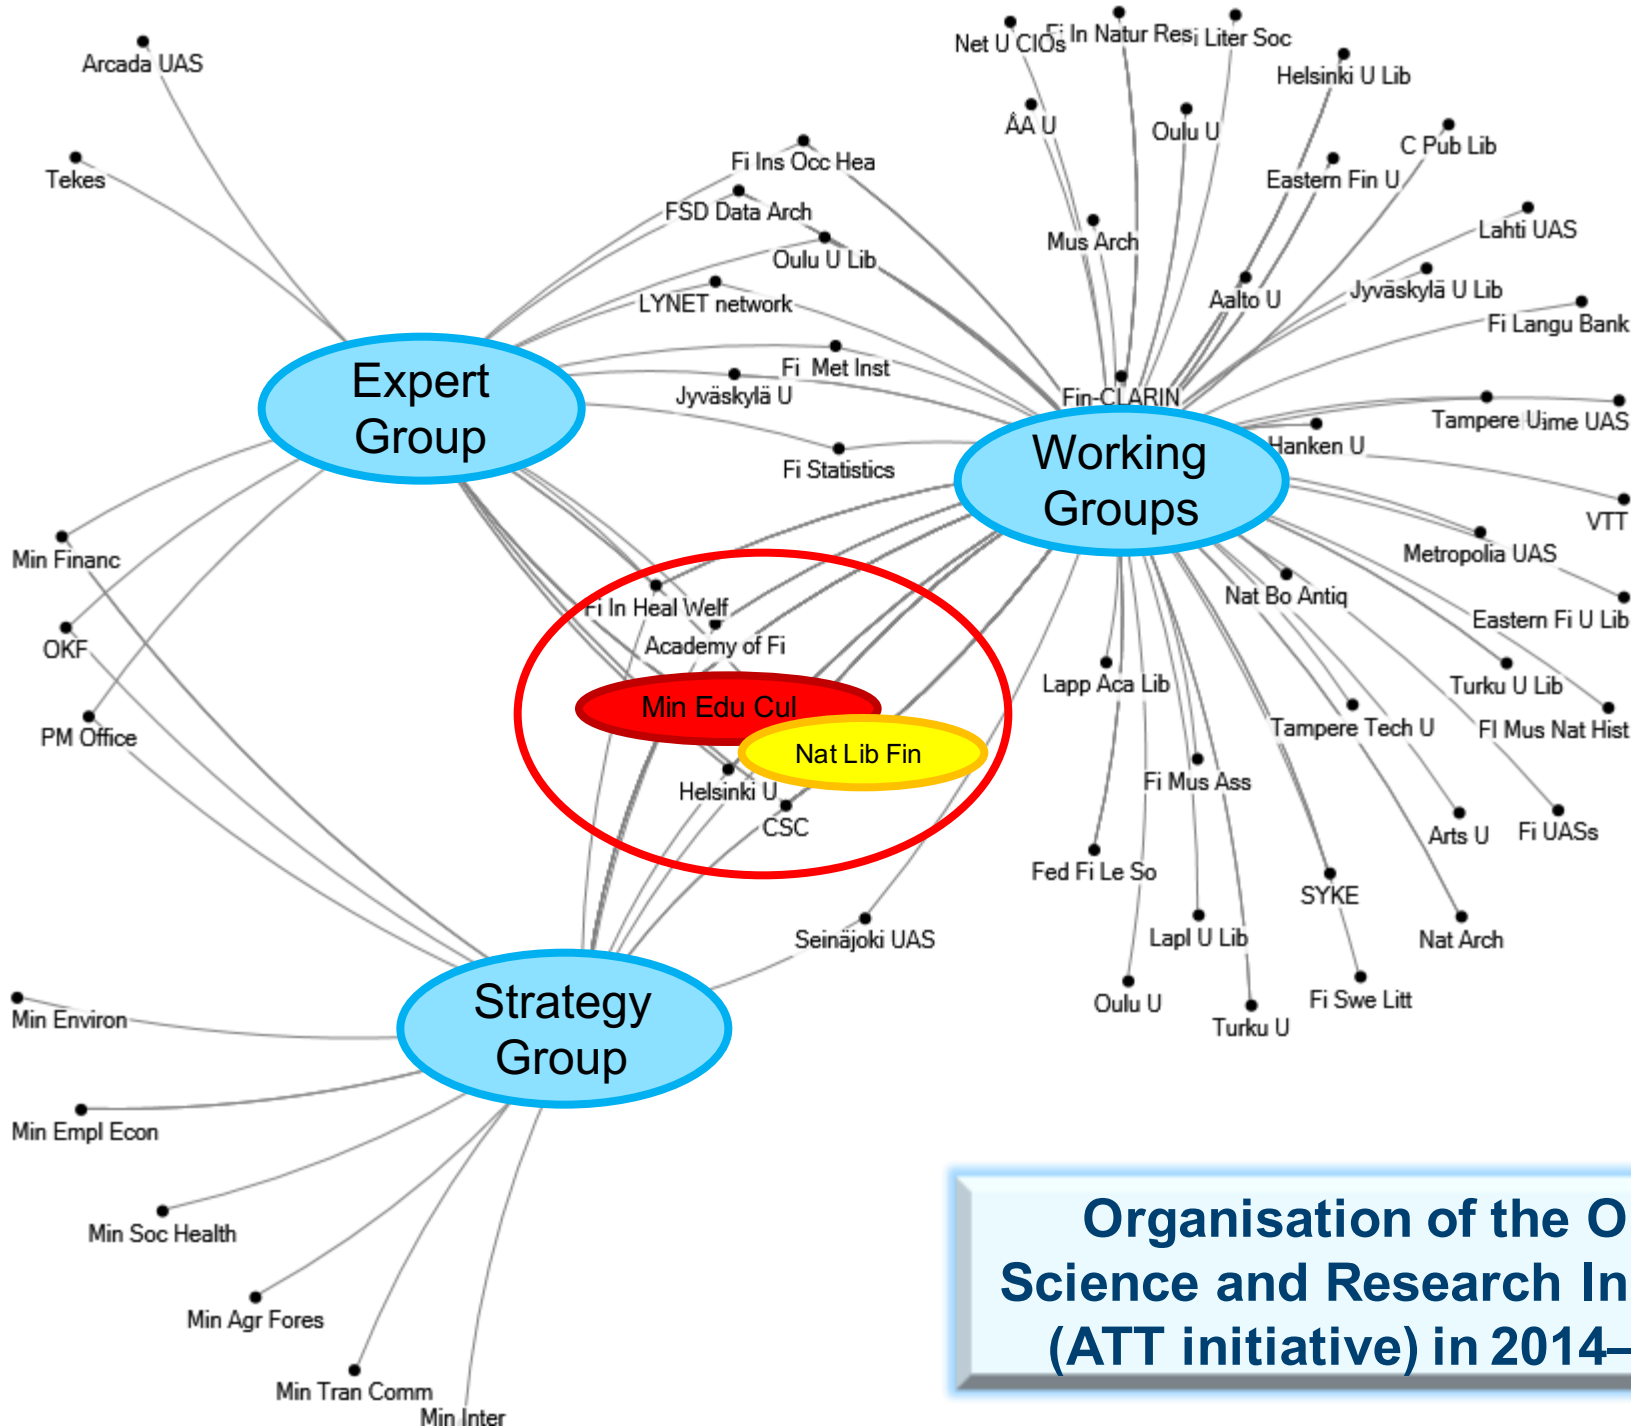 Net U CIOs
Fi In Natur Res
i Liter Soc
Arcada UAS
Helsinki U Lib
ÅA U
Oulu U
C Pub Lib
Fi Ins Occ Hea
Tekes
Eastern Fin U
FSD Data Arch
Lahti UAS
Mus Arch
Oulu U Lib
Jyväskylä U Lib
Aalto U
LYNET network
Fi Langu Bank
Fi Met Inst
Jyväskylä U
Fin-CLARIN
Expert
Group
Tampere U
ime UAS
Hanken U
Working
Groups
Fi Statistics
VTT
Min Financ
Metropolia UAS
Nat Bo Antiq
Fi In Heal Welf
Eastern Fi U Lib
OKF
Academy of Fi
Lapp Aca Lib
Turku U Lib
Min Edu Cul
PM Office
Tampere Tech U
FI Mus Nat Hist
Nat Lib Fin
Fi Mus Ass
Helsinki U
CSC
Arts U
Fi UASs
Fed Fi Le So
SYKE
Seinäjoki UAS
Lapl U Lib
Nat Arch
Strategy
Group
Oulu U
Fi Swe Litt
Min Environ
Turku U
Min Empl Econ
Min Soc Health
Min Agr Fores
Min Tran Comm
Min Inter
Organisation of the O
Science and Research In
(ATT initiative) in 2014–